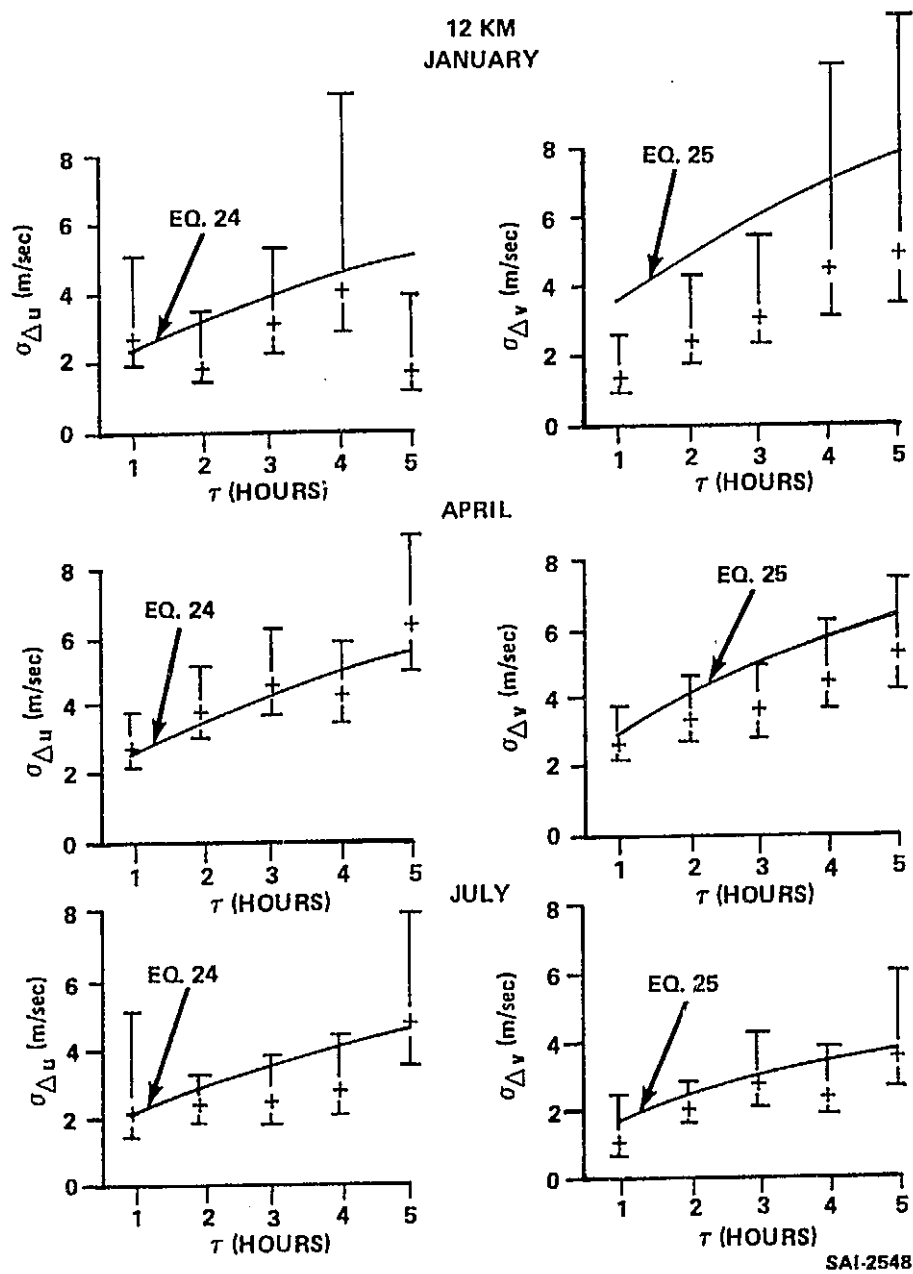 12 KM
JANUARY
σΔu (m/sec)
8
6
4
2
0
EQ. 24
1 2 3 4 5
τ (HOURS)
σΔv (m/sec)
8
6
4
2
0
EQ. 25
1 2 3 4 5
τ (HOURS)
APRIL
σΔu (m/sec)
8
6
4
2
0
EQ. 24
1 2 3 4 5
τ (HOURS)
σΔv (m/sec)
8
6
4
2
0
EQ. 25
1 2 3 4 5
τ (HOURS)
JULY
σΔu (m/sec)
8
6
4
2
0
EQ. 24
1 2 3 4 5
τ (HOURS)
σΔv (m/sec)
8
6
4
2
0
EQ. 25
1 2 3 4 5
τ (HOURS)
SAI-2548